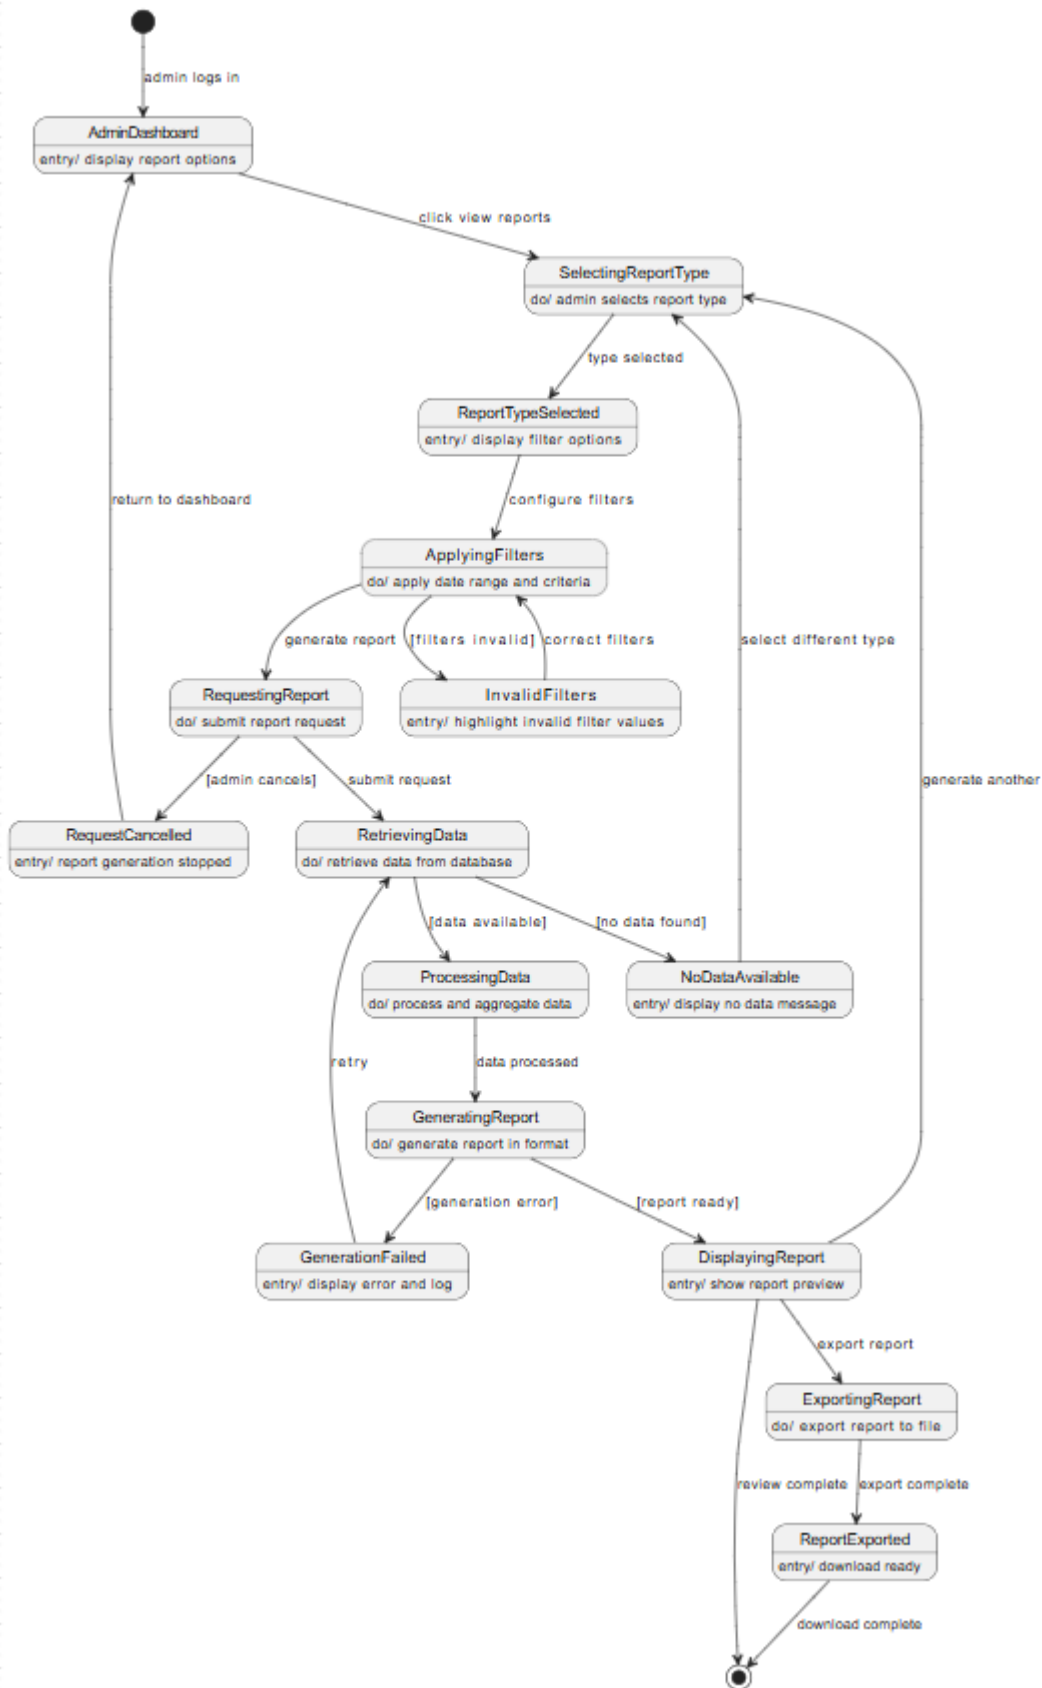 admin logs in
AdminDashboard
entry/ display report options
click view reports
SelectingReportType
do/ admin selects report type
type selected
ReportTypeSelected
entry/ display filter options
return to dashboard
configure filters
ApplyingFilters
do/ apply date range and criteria
generate report
[filters invalid]
correct filters
select different type
RequestingReport
do/ submit report request
InvalidFilters
entry/ highlight invalid filter values
[admin cancels]
submit request
generate another
RequestCancelled
entry/ report generation stopped
RetrievingData
do/ retrieve data from database
[data available]
[no data found]
ProcessingData
do/ process and aggregate data
NoDataAvailable
entry/ display no data message
retry
data processed
GeneratingReport
do/ generate report in format
[generation error]
[report ready]
GenerationFailed
entry/ display error and log
DisplayingReport
entry/ show report preview
export report
ExportingReport
do/ export report to file
review complete
export complete
ReportExported
entry/ download ready
download complete